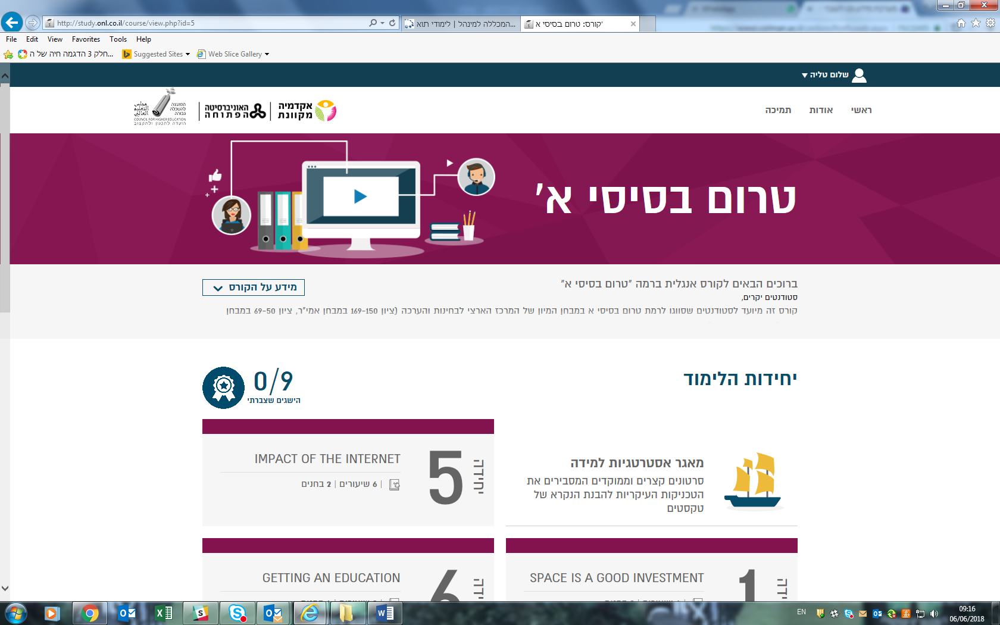 http://study.onl.co.il/course/view.php?id=5
המכללה למינהל | לימודי תוא...
קורס: טרום בסיסי א'
File Edit View Favorites Tools Help
חלק 3 הדגמה חיה של ה...
Suggested Sites
Web Slice Gallery
שלום טליה
ראשי אודות תמיכה
אקדמיה מקוונת
האוניברסיטה הפתוחה
המועצה להשכלה גבוהה
مجلس التعليم العالي
COUNCIL FOR HIGHER EDUCATION
הועדה לתכנון ולתקצוב
טרום בסיסי א'
ברוכים הבאים לקורס אנגלית ברמה "טרום בסיסי א"
מידע על הקורס
סטודנטים יקרים,
קורס זה מיועד לסטודנטים שסווגו לרמת טרום בסיסי א במבחן המיון של המרכז הארצי לבחינות והערכה (ציון 169-150 במבחן אמי"ר, ציון 69-50 במבחן
יחידות הלימוד
0/9
הישגים שצברתי
מאגר אסטרטגיות למידה
סרטונים קצרים וממוקדים המסבירים את
הטכניקות העיקריות להבנת הנקרא של
טקסטים
יחידה 5
IMPACT OF THE INTERNET
| 6 שיעורים | 2 בחנים
1
SPACE IS A GOOD INVESTMENT
6
GETTING AN EDUCATION
EN
09:16
06/06/2018